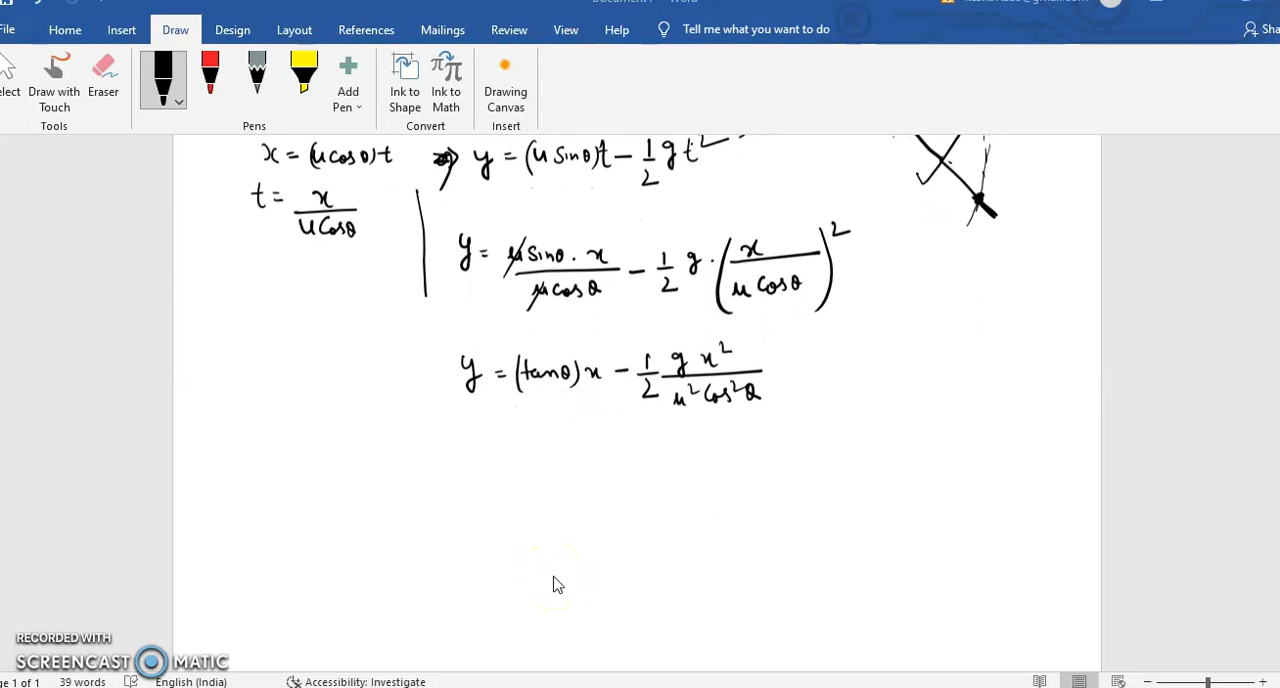 File Home Insert Draw Design Layout References Mailings Review View Help Tell me what you want to do
Select Draw with Touch Eraser Add Pen Ink to Shape Ink to Math Drawing Canvas
Tools Pens Convert Insert
x = (u cos θ) t ⇒ y = (u sin θ) t − 1/2 g t²
t = x / u cos θ
y = u sin θ · x / u cos θ − 1/2 g · (x / u cos θ)²
y = (tan θ) x − 1/2 g x² / u² cos² θ
RECORDED WITH
SCREENCAST MATIC
1 of 1 39 words English (India) Accessibility: Investigate